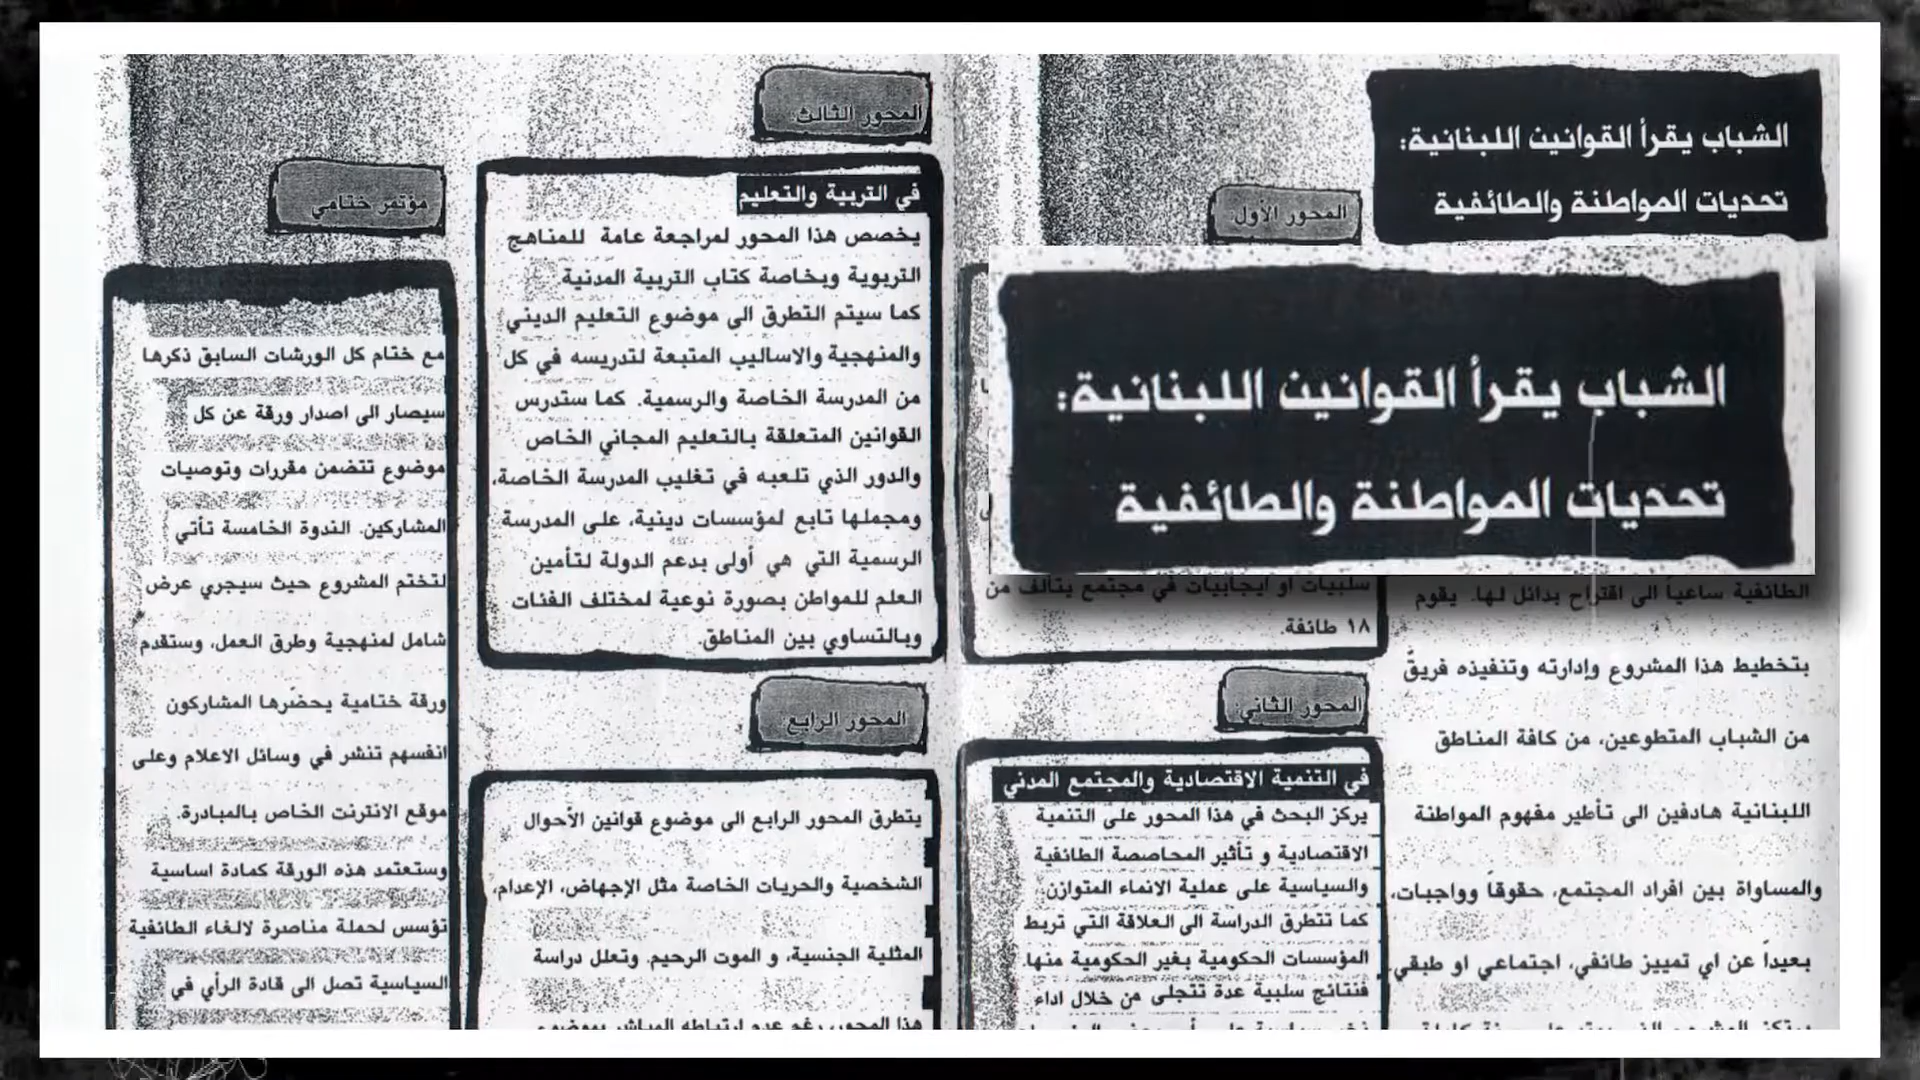 الشباب يقرأ القوانين اللبنانية:
تحديات المواطنة والطائفية
الشباب يقرأ القوانين اللبنانية:
تحديات المواطنة والطائفية
الطائفية ساعياً الى اقتراح بدائل لها. يقوم
بتخطيط هذا المشروع وإدارته وتنفيذه فريقٌ
من الشباب المتطوعين، من كافة المناطق
اللبنانية هادفين الى تأطير مفهوم المواطنة
والمساواة بين افراد المجتمع، حقوقاً وواجبات،
بعيداً عن اي تمييز طائفي، اجتماعي او طبقي.
المحور الأول:
سلبيات او ايجابيات في مجتمع يتألف من
١٨ طائفة.
المحور الثاني:
في التنمية الاقتصادية والمجتمع المدني
يركز البحث في هذا المحور على التنمية
الاقتصادية و تأثير المحاصصة الطائفية
والسياسية على عملية الانماء المتوازن
كما تتطرق الدراسة الى العلاقة التي تربط
المؤسسات الحكومية بغير الحكومية منها.
فنتائج سلبية عدة تتجلى من خلال اداء
المحور الثالث:
في التربية والتعليم
يخصص هذا المحور لمراجعة عامة للمناهج
التربوية وبخاصة كتاب التربية المدنية.
كما سيتم التطرق الى موضوع التعليم الديني
والمنهجية والاساليب المتبعة لتدريسه في كل
من المدرسة الخاصة والرسمية. كما ستدرس
القوانين المتعلقة بالتعليم المجاني الخاص
والدور الذي تلعبه في تغليب المدرسة الخاصة،
ومجملها تابع لمؤسسات دينية، على المدرسة
الرسمية التي هي أولى بدعم الدولة لتأمين
العلم للمواطن بصورة نوعية لمختلف الفئات
وبالتساوي بين المناطق.
المحور الرابع:
يتطرق المحور الرابع الى موضوع قوانين الأحوال
الشخصية والحريات الخاصة مثل الإجهاض، الإعدام،
المثلية الجنسية، و الموت الرحيم. وتعلل دراسة
هذا المحور، رغم عدم ارتباطه المباشر بموضوع
مؤتمر ختامي
مع ختام كل الورشات السابق ذكرها
سيصار الى اصدار ورقة عن كل
موضوع تتضمن مقررات وتوصيات
المشاركين. الندوة الخامسة تأتي
لتختم المشروع حيث سيجري عرض
شامل لمنهجية وطرق العمل، وستقدم
ورقة ختامية يحضّرها المشاركون
انفسهم تنشر في وسائل الاعلام وعلى
موقع الانترنت الخاص بالمبادرة.
وستعتمد هذه الورقة كمادة اساسية
تؤسس لحملة مناصرة لالغاء الطائفية
السياسية تصل الى قادة الرأي في